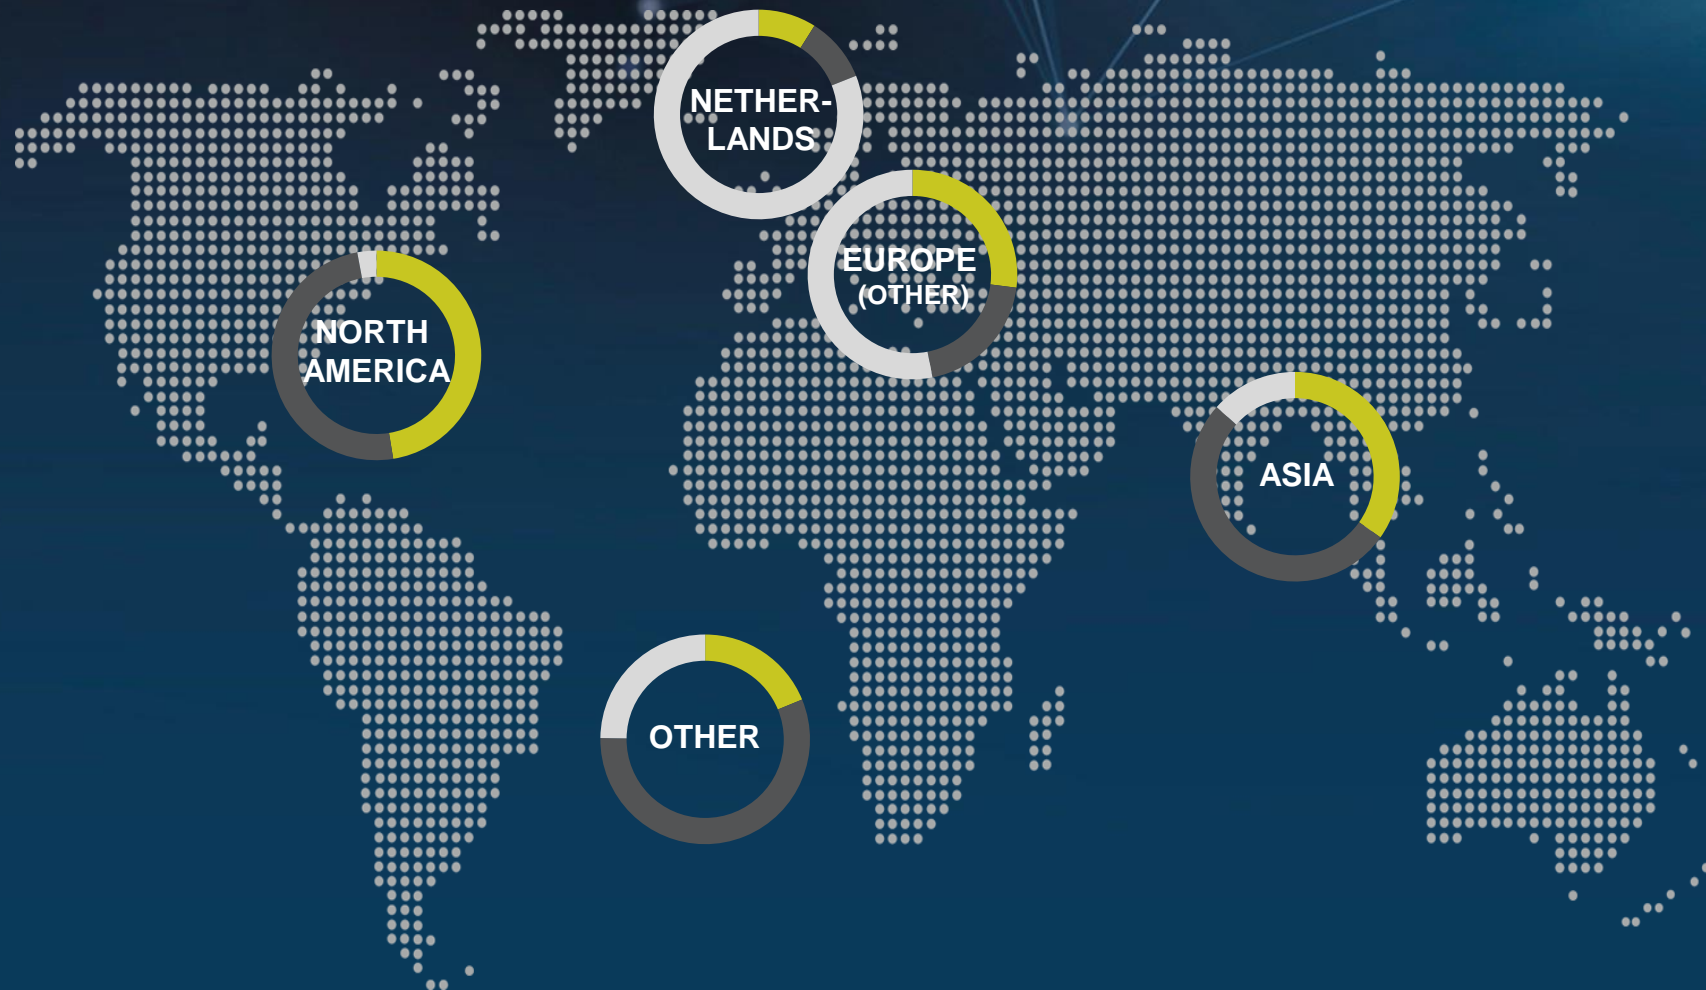 NETHER-
LANDS
EUROPE
(OTHER)
NORTH
AMERICA
ASIA
OTHER